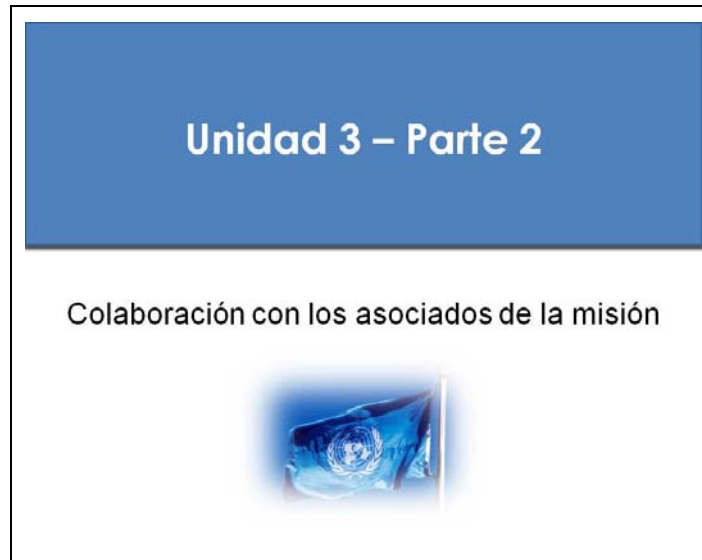 Unidad 3 – Parte 2
Colaboración con los asociados de la misión